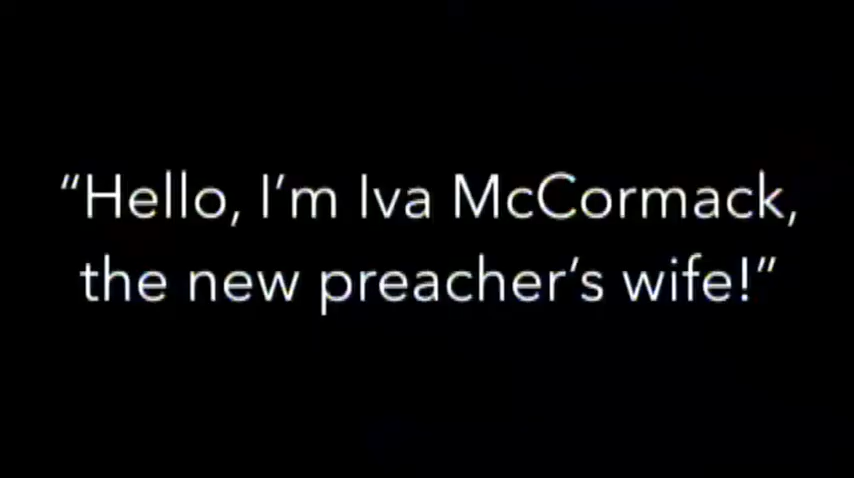 “Hello, I’m Iva McCormack,
the new preacher’s wife!”